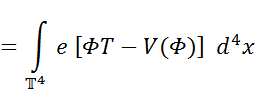 = ∫_{𝕋⁴} e [ΦT − V(Φ)] d⁴x